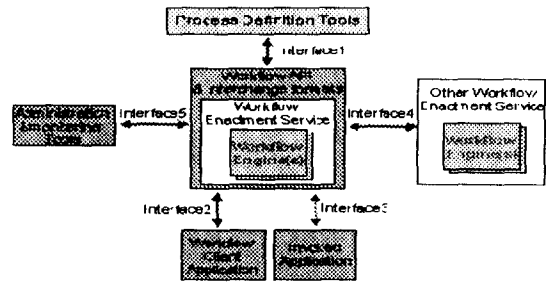 Process Definition Tools
Interface1
Workflow API
& Interchange formats
Workflow
Enactment Service
Workflow
Engine(s)
Interface5
Administration
&
Tools
Interface4
Other Workflow
Enactment Service
Workflow
Engine(s)
Interface2
Interface3
Workflow
Client
Application
Invoked
Application